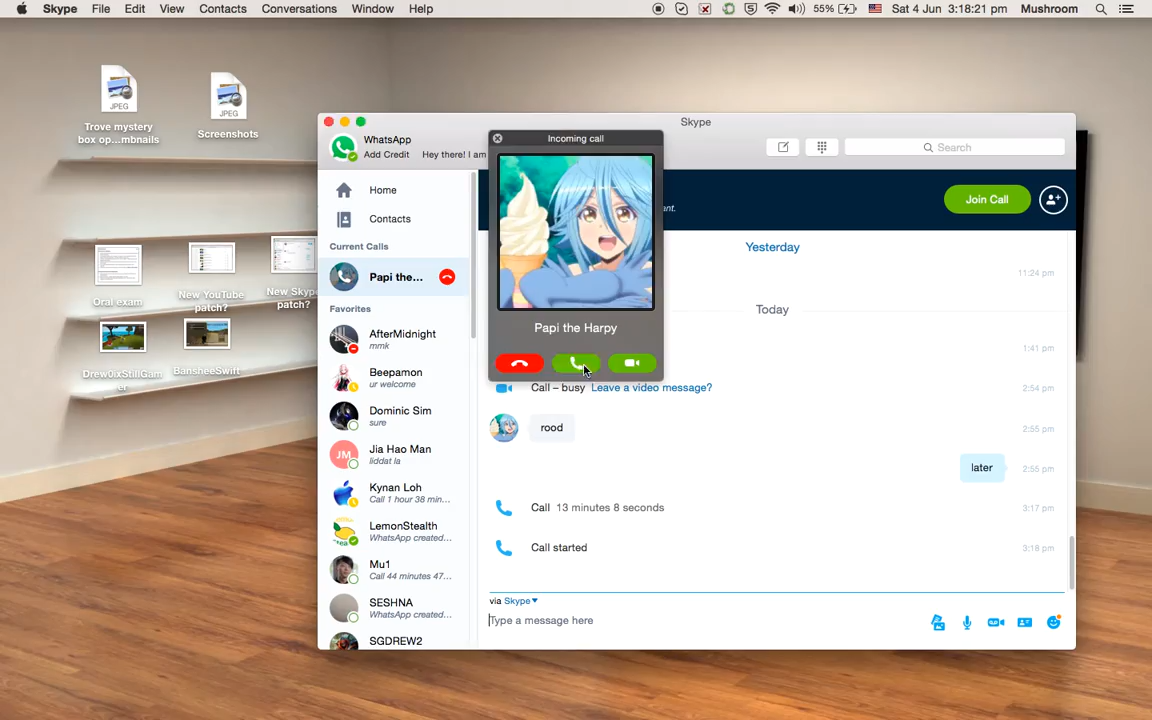 Skype File Edit View Contacts Conversations Window Help
55% Sat 4 Jun 3:18:21 pm Mushroom
JPEG
Trove mystery
box op...mbnails
JPEG
Screenshots
Oral exam
New YouTube
patch?
New Skype
patch?
Drew0ixStillGam
er
BansheeSwift
Skype
WhatsApp
Add Credit Hey there! I am
Search
Home
Contacts
Current Calls
Papi the...
Favorites
AfterMidnight
mmk
Beepamon
ur welcome
Dominic Sim
sure
JM
Jia Hao Man
liddat la
Kynan Loh
Call 1 hour 38 min...
LemonStealth
WhatsApp created...
Mu1
Call 44 minutes 47...
SESHNA
WhatsApp created...
SGDREW2
Incoming call
Papi the Harpy
nt.
Join Call
Yesterday
11:24 pm
Today
1:41 pm
Call – busy Leave a video message? 2:54 pm
rood 2:55 pm
later 2:55 pm
Call 13 minutes 8 seconds 3:17 pm
Call started 3:18 pm
via Skype
Type a message here